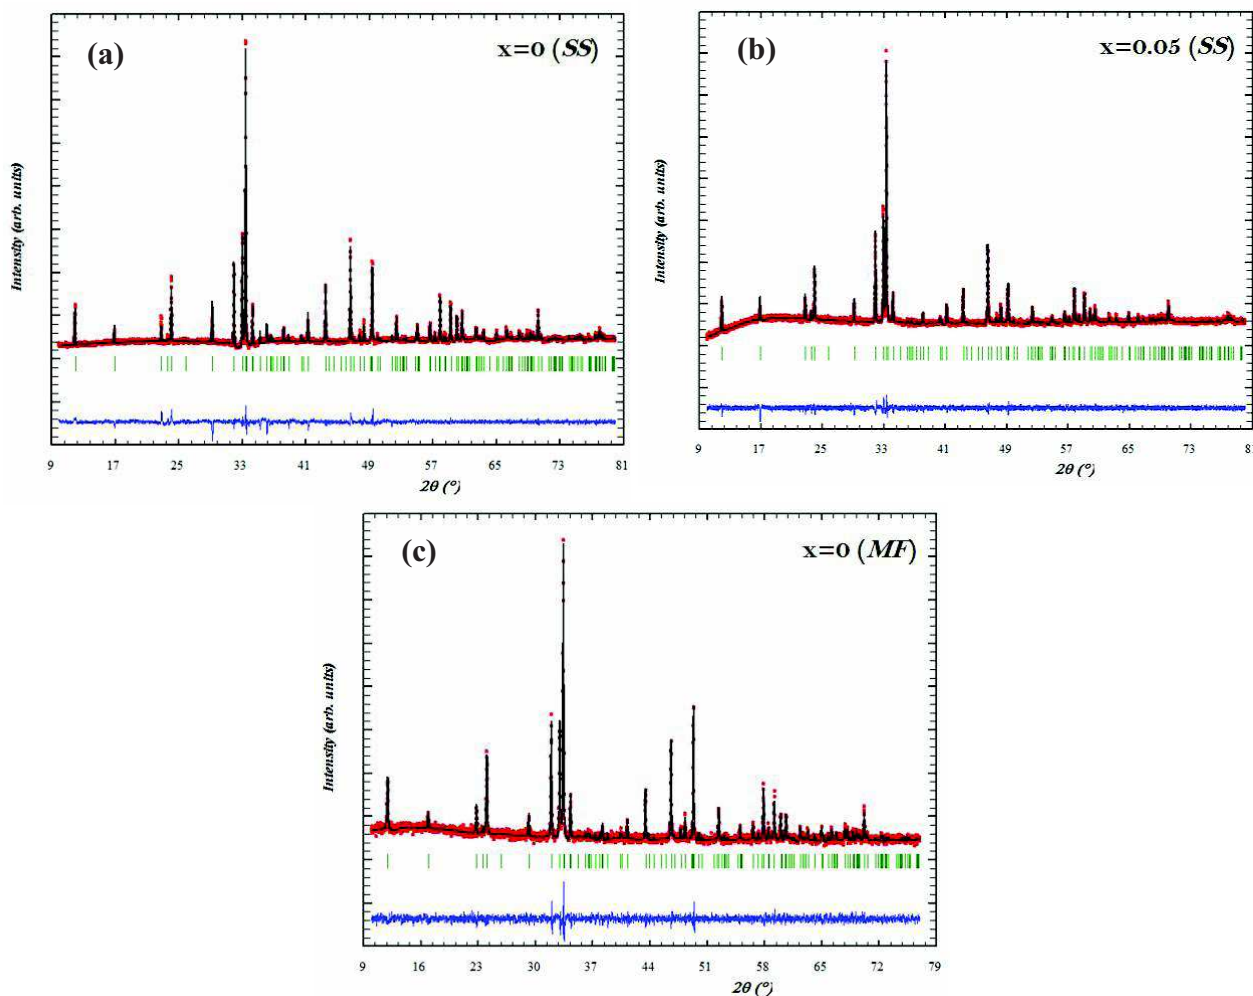 (a)
x=0 (SS)
Intensity (arb. units)
9 17 25 33 41 49 57 65 73 81
2θ (°)
(b)
x=0.05 (SS)
Intensity (arb. units)
9 17 25 33 41 49 57 65 73 8
2θ (°)
(c)
x=0 (MF)
Intensity (arb. units)
9 16 23 30 37 44 51 58 65 72 79
2θ (°)